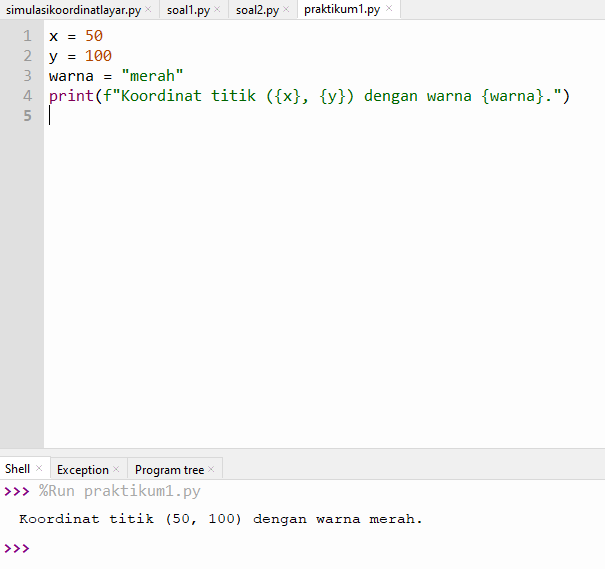 simulasikoordinatlayar.py × soal1.py × soal2.py × praktikum1.py ×
1 x = 50
2 y = 100
3 warna = "merah"
4 print(f"Koordinat titik ({x}, {y}) dengan warna {warna}.")
5
Shell × Exception × Program tree ×
>>> %Run praktikum1.py
Koordinat titik (50, 100) dengan warna merah.
>>>